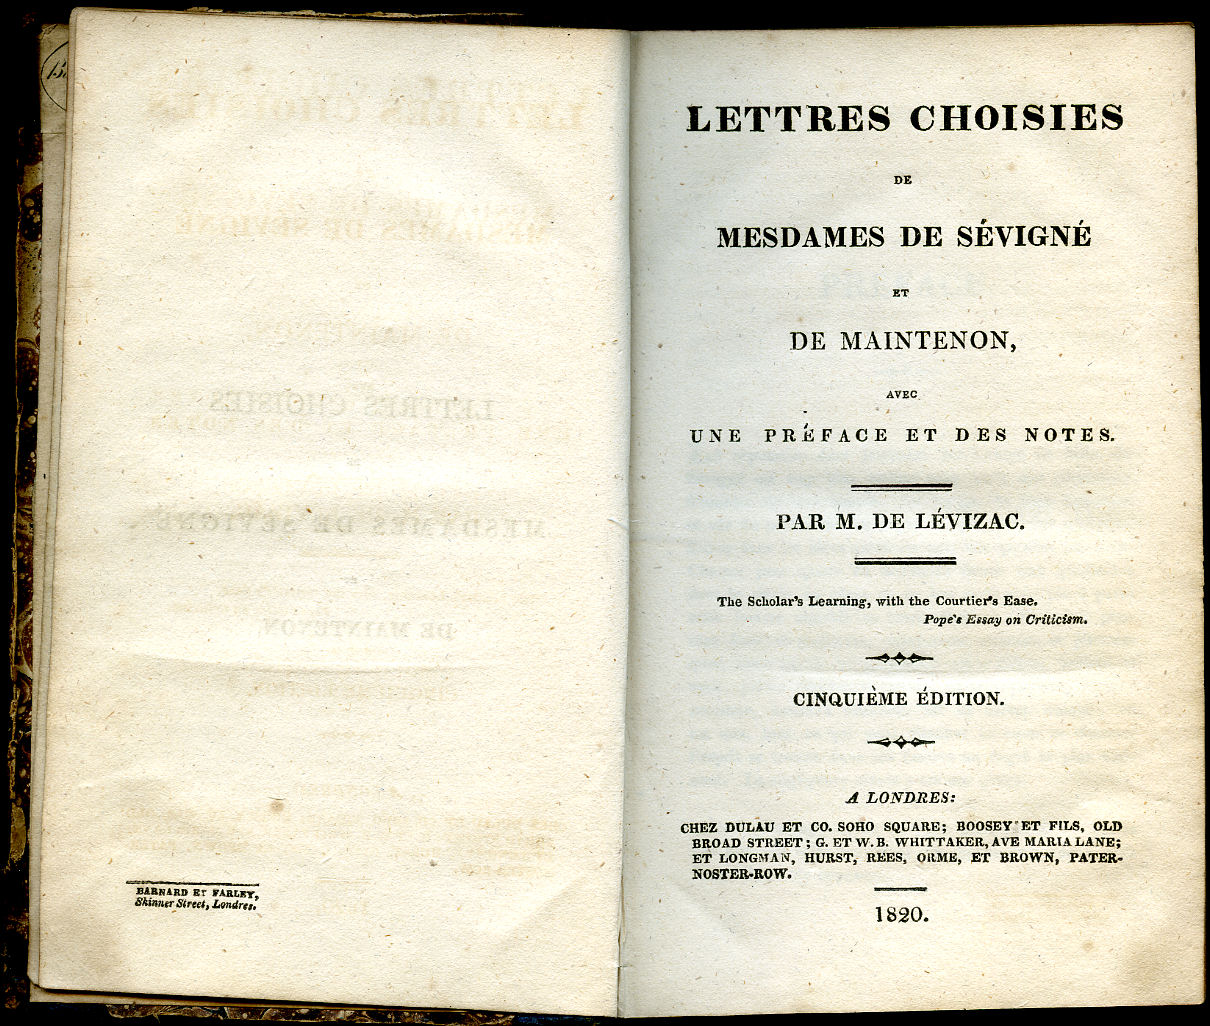 BARNARD ET FARLEY,
Skinner Street, Londres.
LETTRES CHOISIES
DE
MESDAMES DE SÉVIGNÉ
ET
DE MAINTENON,
AVEC
UNE PRÉFACE ET DES NOTES.
PAR M. DE LÉVIZAC.
The Scholar's Learning, with the Courtier's Ease.
Pope's Essay on Criticism.
CINQUIÈME ÉDITION.
A LONDRES:
CHEZ DULAU ET CO. SOHO SQUARE; BOOSEY ET FILS, OLD
BROAD STREET; G. ET W. B. WHITTAKER, AVE MARIA LANE;
ET LONGMAN, HURST, REES, ORME, ET BROWN, PATER-
NOSTER-ROW.
1820.